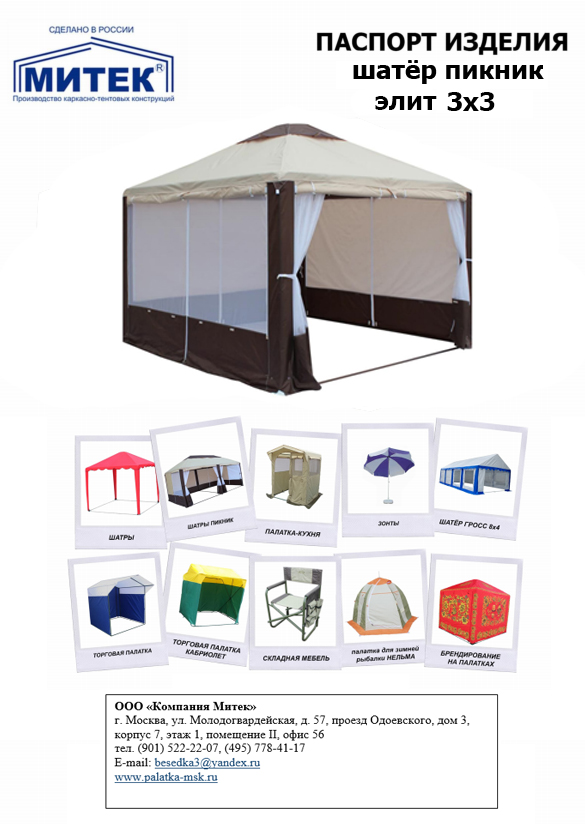 СДЕЛАНО В РОССИИ
МИТЕК®
Производство каркасно-тентовых конструкций
ПАСПОРТ ИЗДЕЛИЯ
шатёр пикник
элит 3х3
ШАТРЫ
ШАТРЫ ПИКНИК
ПАЛАТКА-КУХНЯ
ЗОНТЫ
ШАТЁР ГРОСС 8х4
ТОРГОВАЯ ПАЛАТКА
ТОРГОВАЯ ПАЛАТКА
КАБРИОЛЕТ
СКЛАДНАЯ МЕБЕЛЬ
палатка для зимней
рыбалки НЕЛЬМА
БРЕНДИРОВАНИЕ
НА ПАЛАТКАХ
ООО «Компания Митек»
г. Москва, ул. Молодогвардейская, д. 57, проезд Одоевского, дом 3,
корпус 7, этаж 1, помещение II, офис 56
тел. (901) 522-22-07, (495) 778-41-17
E-mail: besedka3@yandex.ru
www.palatka-msk.ru